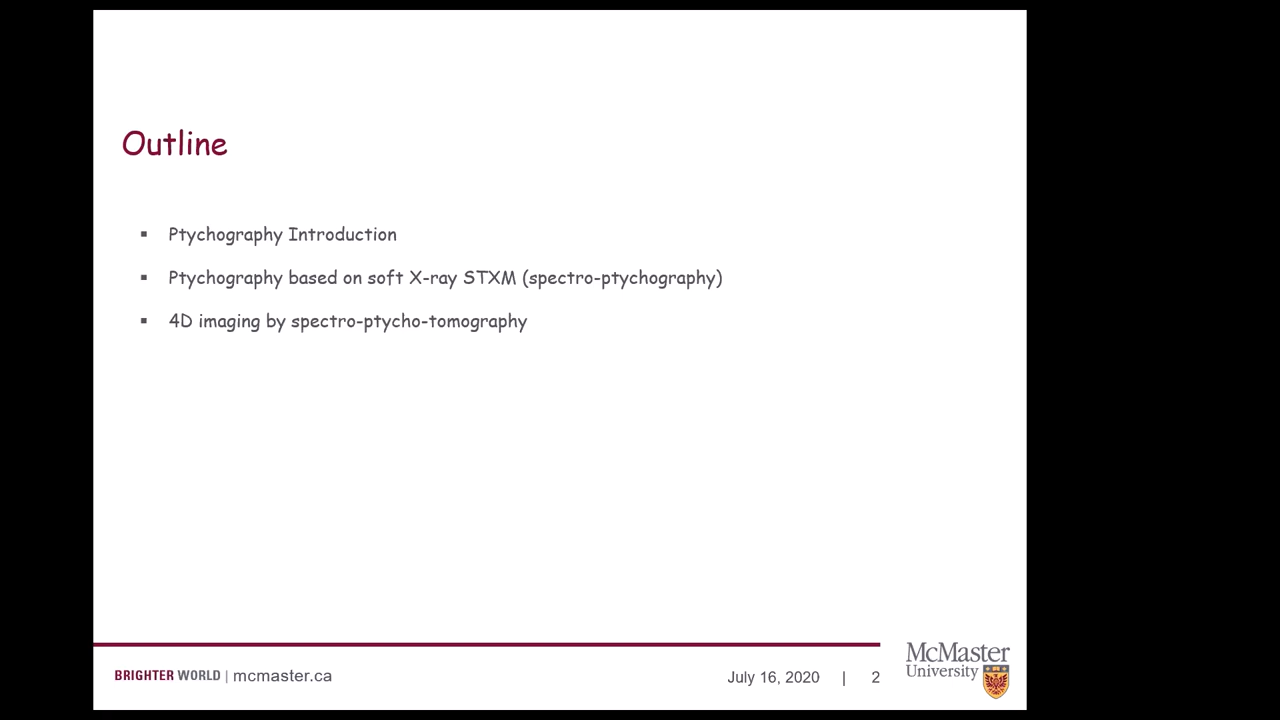 Outline
▪ Ptychography Introduction
▪ Ptychography based on soft X-ray STXM (spectro-ptychography)
▪ 4D imaging by spectro-ptycho-tomography
BRIGHTER WORLD | mcmaster.ca
July 16, 2020 | 2
McMaster
University